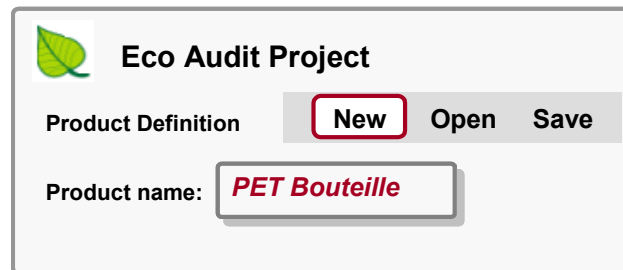 Eco Audit Project
Product Definition New Open Save
Product name: PET Bouteille